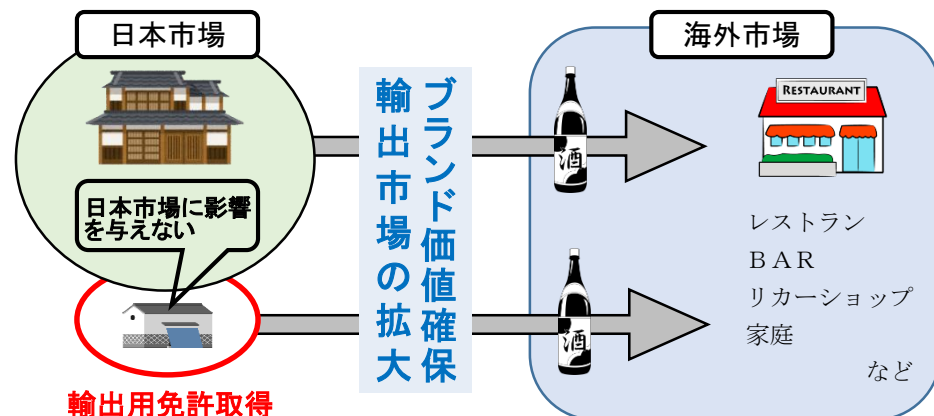 日本市場
日本市場に影響
を与えない
輸出用免許取得
ブランド価値確保
輸出市場の拡大
酒
酒
海外市場
RESTAURANT
レストラン
ＢＡＲ
リカーショップ
家庭
など